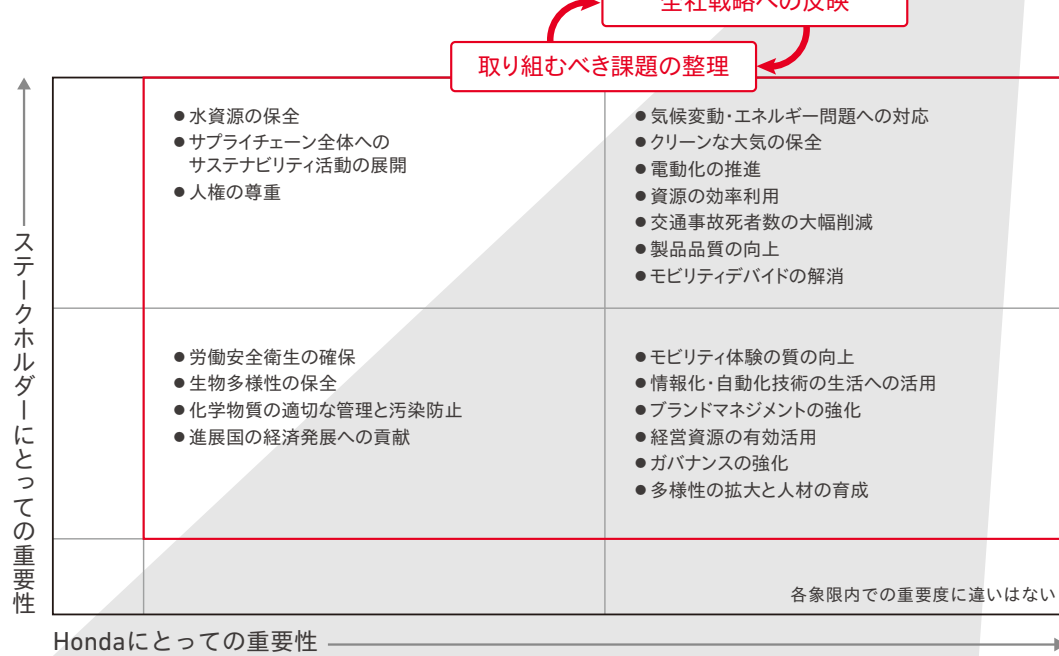 全社戦略への反映
取り組むべき課題の整理
●水資源の保全
●サプライチェーン全体への
サステナビリティ活動の展開
●人権の尊重
●気候変動・エネルギー問題への対応
●クリーンな大気の保全
●電動化の推進
●資源の効率利用
●交通事故死者数の大幅削減
●製品品質の向上
●モビリティデバイドの解消
●労働安全衛生の確保
●生物多様性の保全
●化学物質の適切な管理と汚染防止
●進展国の経済発展への貢献
●モビリティ体験の質の向上
●情報化・自動化技術の生活への活用
●ブランドマネジメントの強化
●経営資源の有効活用
●ガバナンスの強化
●多様性の拡大と人材の育成
各象限内での重要度に違いはない
ステークホルダーにとっての重要性
Hondaにとっての重要性